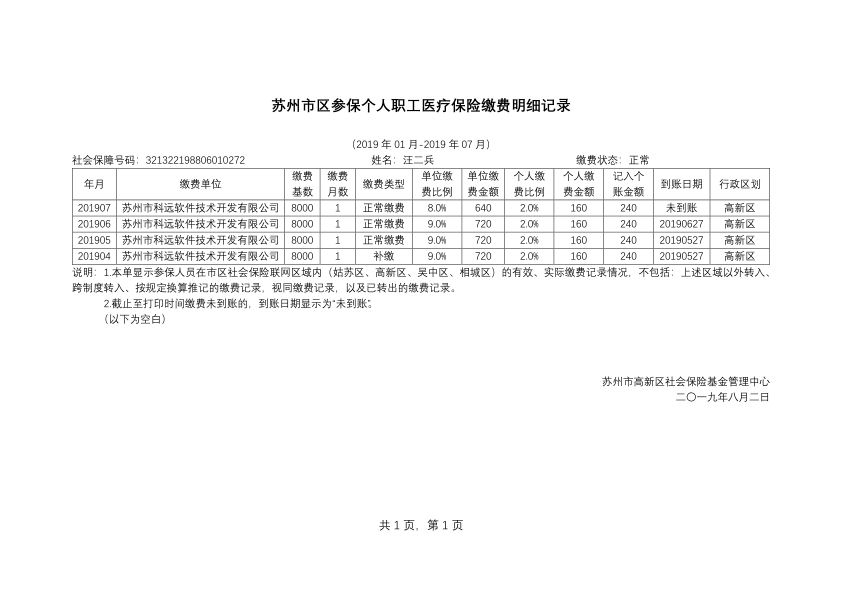 苏州市区参保个人职工医疗保险缴费明细记录
（2019 年 01 月-2019 年 07 月）
社会保障号码：321322198806010272 姓名：汪二兵 缴费状态：正常
年月 缴费单位 缴费基数 缴费月数 缴费类型 单位缴费比例 单位缴费金额 个人缴费比例 个人缴费金额 记入个账金额 到账日期 行政区划
201907 苏州市科远软件技术开发有限公司 8000 1 正常缴费 8.0% 640 2.0% 160 240 未到账 高新区
201906 苏州市科远软件技术开发有限公司 8000 1 正常缴费 9.0% 720 2.0% 160 240 20190627 高新区
201905 苏州市科远软件技术开发有限公司 8000 1 正常缴费 9.0% 720 2.0% 160 240 20190527 高新区
201904 苏州市科远软件技术开发有限公司 8000 1 补缴 9.0% 720 2.0% 160 240 20190527 高新区
说明：1.本单显示参保人员在市区社会保险联网区域内（姑苏区、高新区、吴中区、相城区）的有效、实际缴费记录情况，不包括：上述区域以外转入、
跨制度转入、按规定换算推记的缴费记录，视同缴费记录，以及已转出的缴费记录。
2.截止至打印时间缴费未到账的，到账日期显示为“未到账”。
（以下为空白）
苏州市高新区社会保险基金管理中心
二〇一九年八月二日
共 1 页，第 1 页